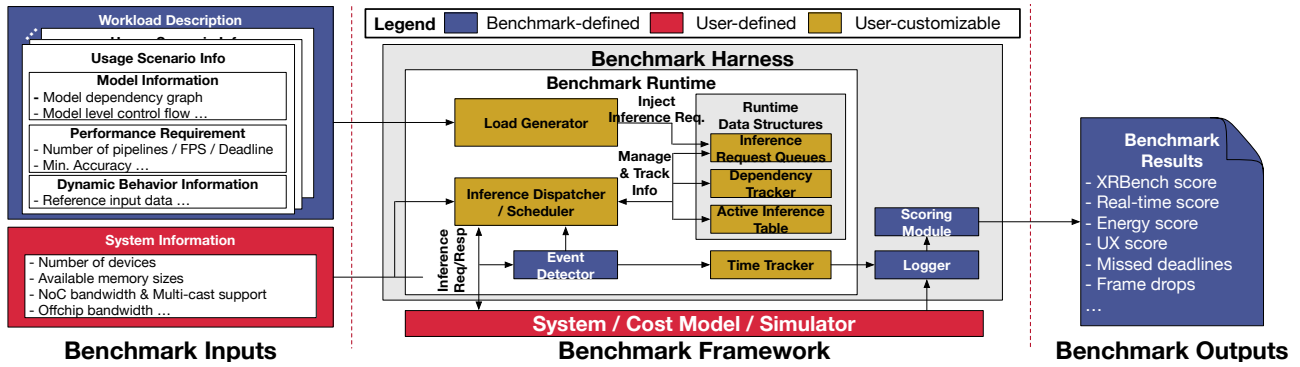 Workload Description
Usage Scenario Info
Usage Scenario Info
Model Information
- Model dependency graph
- Model level control flow ...
Performance Requirement
- Number of pipelines / FPS / Deadline
- Min. Accuracy ...
Dynamic Behavior Information
- Reference input data ...
System Information
- Number of devices
- Available memory sizes
- NoC bandwidth & Multi-cast support
- Offchip bandwidth ...
Benchmark Inputs
Legend
Benchmark-defined
User-defined
User-customizable
Benchmark Harness
Benchmark Runtime
Load Generator
Inject
Inference Req.
Runtime
Data Structures
Inference
Request Queues
Dependency
Tracker
Active Inference
Table
Manage
& Track
Info
Inference Dispatcher
/ Scheduler
Inference
Req/Resp
Event
Detector
Time Tracker
Scoring
Module
Logger
System / Cost Model / Simulator
Benchmark Framework
Benchmark
Results
- XRBench score
- Real-time score
- Energy score
- UX score
- Missed deadlines
- Frame drops
...
Benchmark Outputs